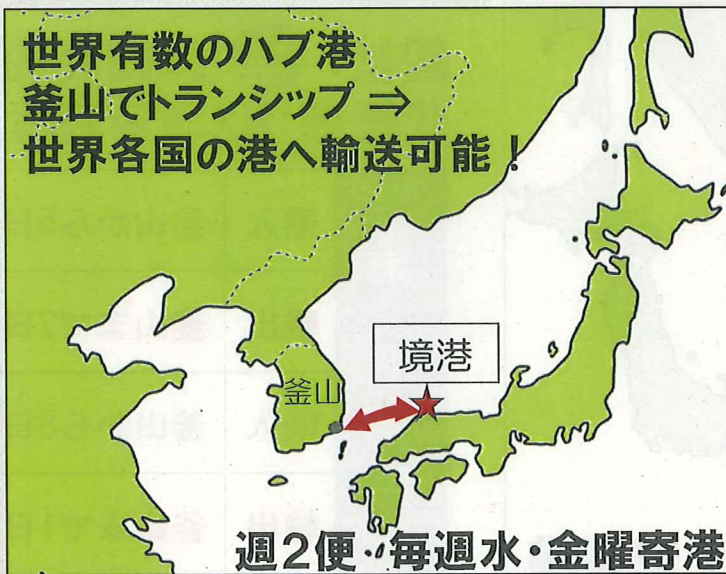 世界有数のハブ港
釜山でトランシップ ⇒
世界各国の港へ輸送可能！
境港
釜山
週2便・毎週水・金曜寄港